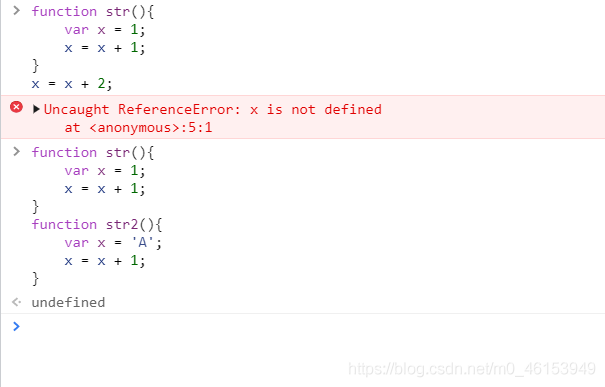 function str(){
    var x = 1;
    x = x + 1;
}
x = x + 2;
Uncaught ReferenceError: x is not defined
    at <anonymous>:5:1
function str(){
    var x = 1;
    x = x + 1;
}
function str2(){
    var x = 'A';
    x = x + 1;
}
undefined
https://blog.csdn.net/m0_46153949